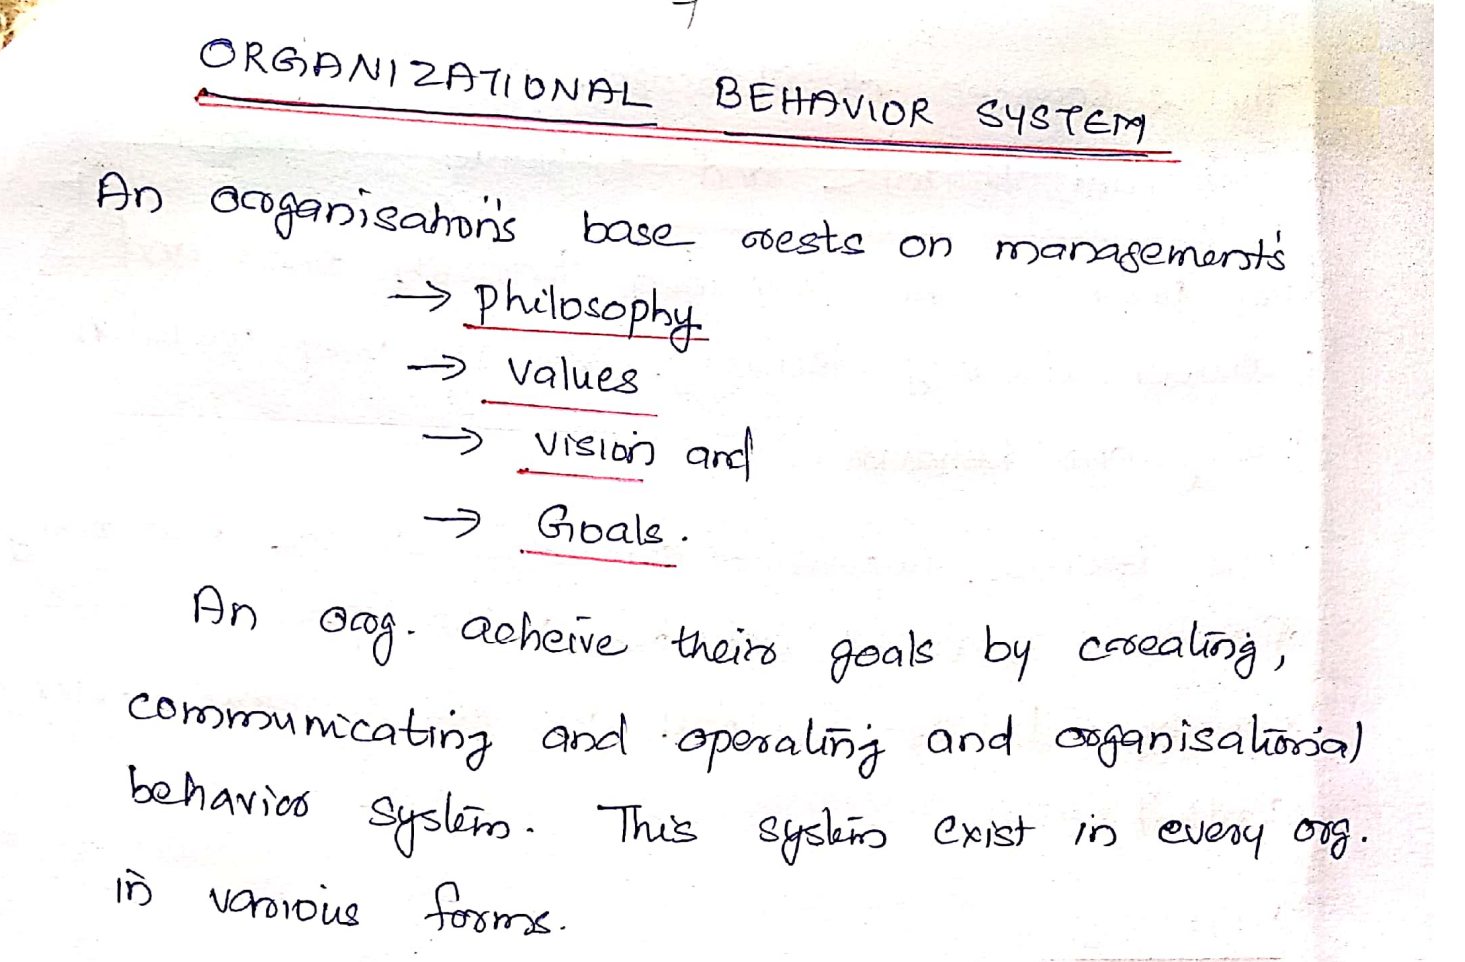 ORGANIZATIONAL BEHAVIOR SYSTEM
An organisation's base rests on management's
→ Philosophy
→ values
→ vision and
→ Goals.
An org. acheive their goals by creating,
communicating and operating and organisational
behavior system. This system exist in every org.
in various forms.